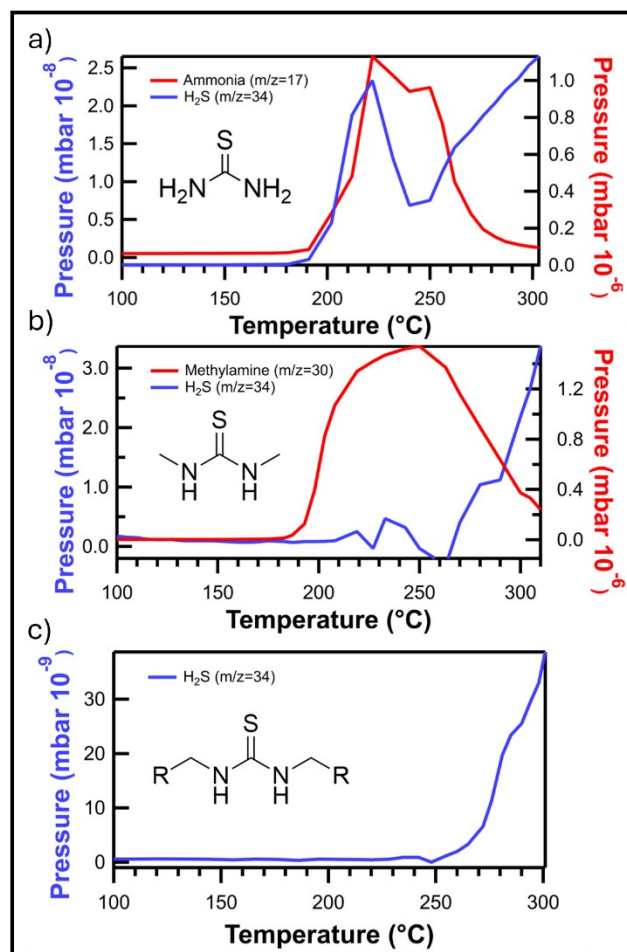 a)
Pressure (mbar 10-8)
2.5
2.0
1.5
1.0
0.5
0.0
Ammonia (m/z=17)
H2S (m/z=34)
S
H2N NH2
1.0
0.8
0.6
0.4
0.2
0.0
Pressure (mbar 10-6)
100 150 200 250 300
Temperature (°C)
b)
Pressure (mbar 10-8)
3.0
2.0
1.0
0.0
Methylamine (m/z=30)
H2S (m/z=34)
S
N N
H H
1.2
0.8
0.4
0.0
Pressure (mbar 10-6)
100 150 200 250 300
Temperature (°C)
c)
Pressure (mbar 10-9)
30
20
10
0
H2S (m/z=34)
S
R N N R
H H
100 150 200 250 300
Temperature (°C)